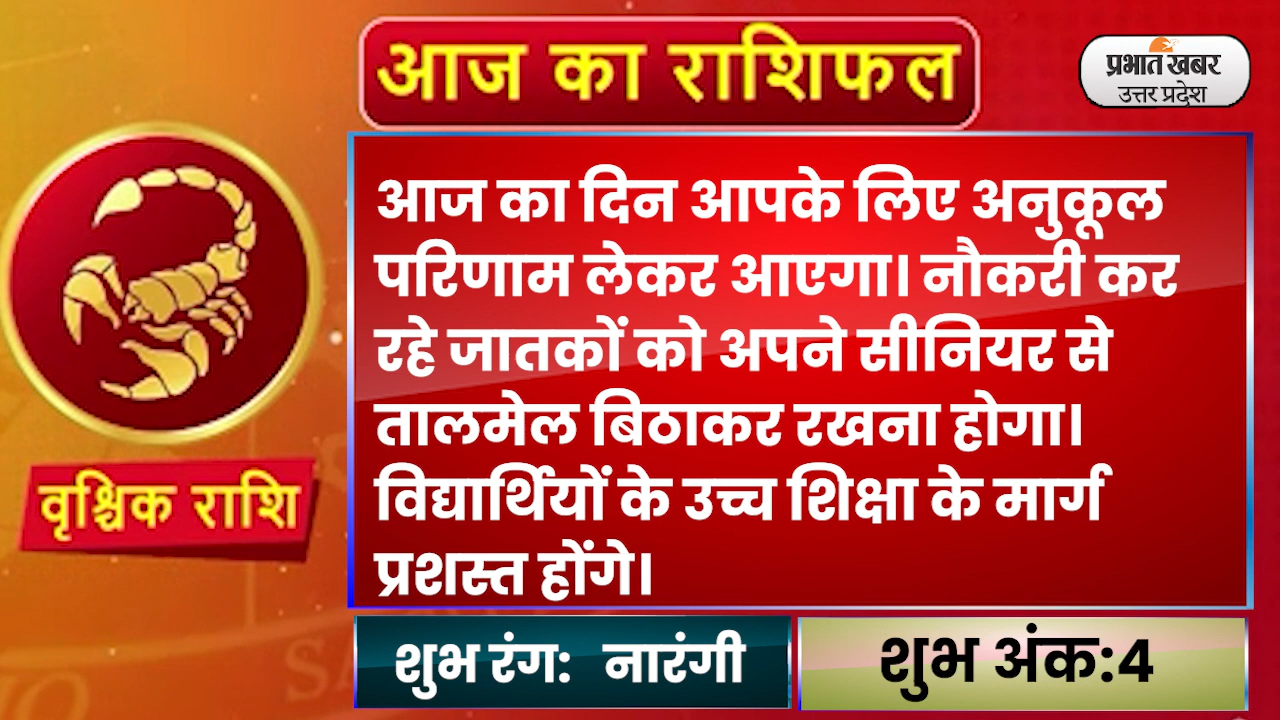 आज का राशिफल
प्रभात खबर
उत्तर प्रदेश
आज का दिन आपके लिए अनुकूल
परिणाम लेकर आएगा। नौकरी कर
रहे जातकों को अपने सीनियर से
तालमेल बिठाकर रखना होगा।
विद्यार्थियों के उच्च शिक्षा के मार्ग
प्रशस्त होंगे।
वृश्चिक राशि
शुभ रंग: नारंगी
शुभ अंक:4